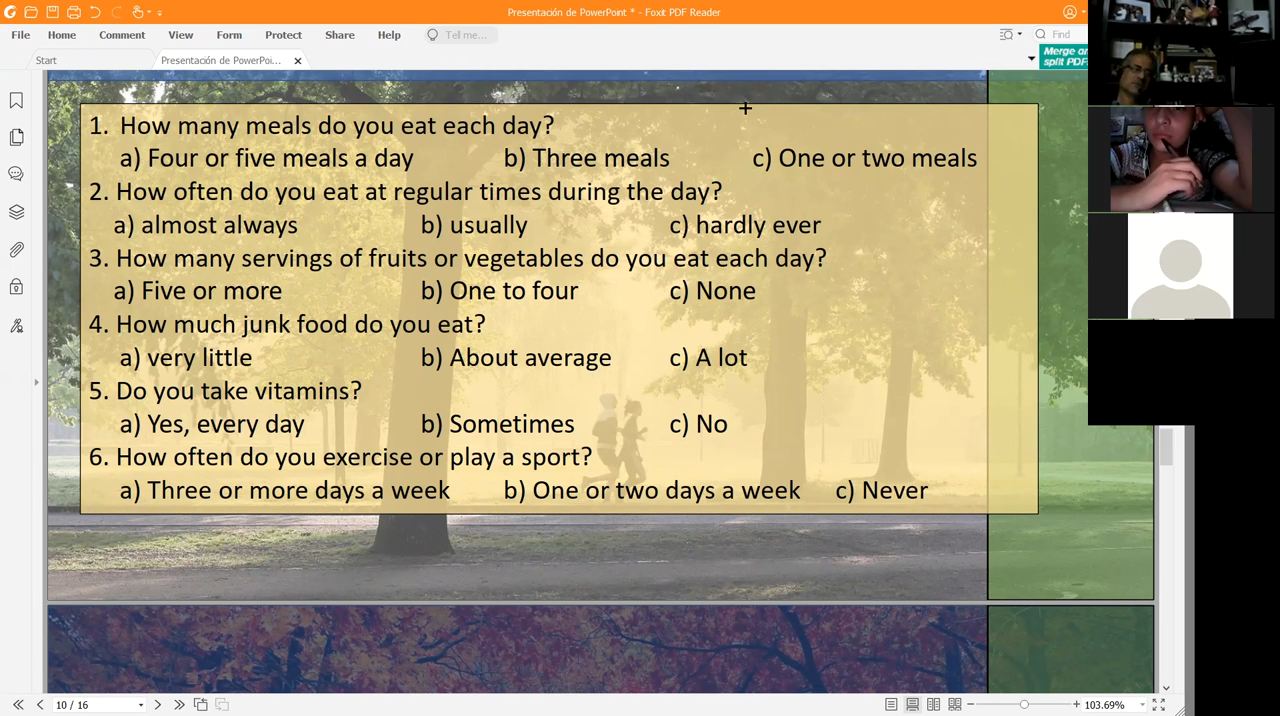 Presentación de PowerPoint * - Foxit PDF Reader
File Home Comment View Form Protect Share Help Tell me... Find
Start Presentación de PowerPoi... Merge an
split PDF
1. How many meals do you eat each day?
a) Four or five meals a day b) Three meals c) One or two meals
2. How often do you eat at regular times during the day?
a) almost always b) usually c) hardly ever
3. How many servings of fruits or vegetables do you eat each day?
a) Five or more b) One to four c) None
4. How much junk food do you eat?
a) very little b) About average c) A lot
5. Do you take vitamins?
a) Yes, every day b) Sometimes c) No
6. How often do you exercise or play a sport?
a) Three or more days a week b) One or two days a week c) Never
10 / 16 103.69%